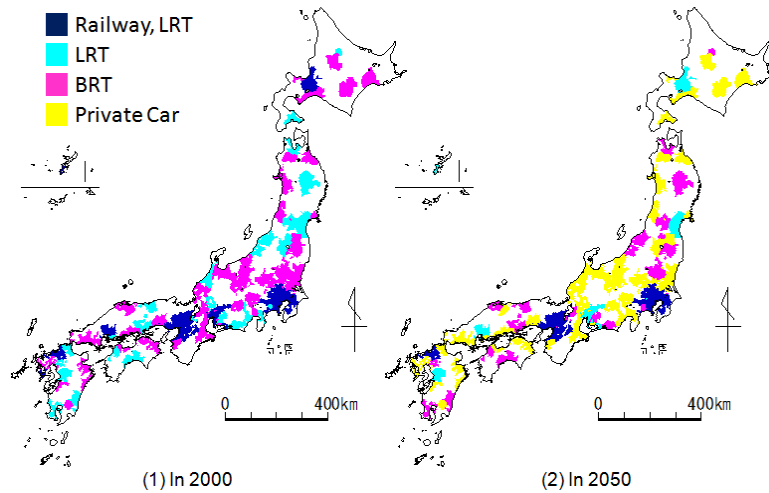 Railway, LRT
LRT
BRT
Private Car
0 400km
0 400km
(1) In 2000
(2) In 2050